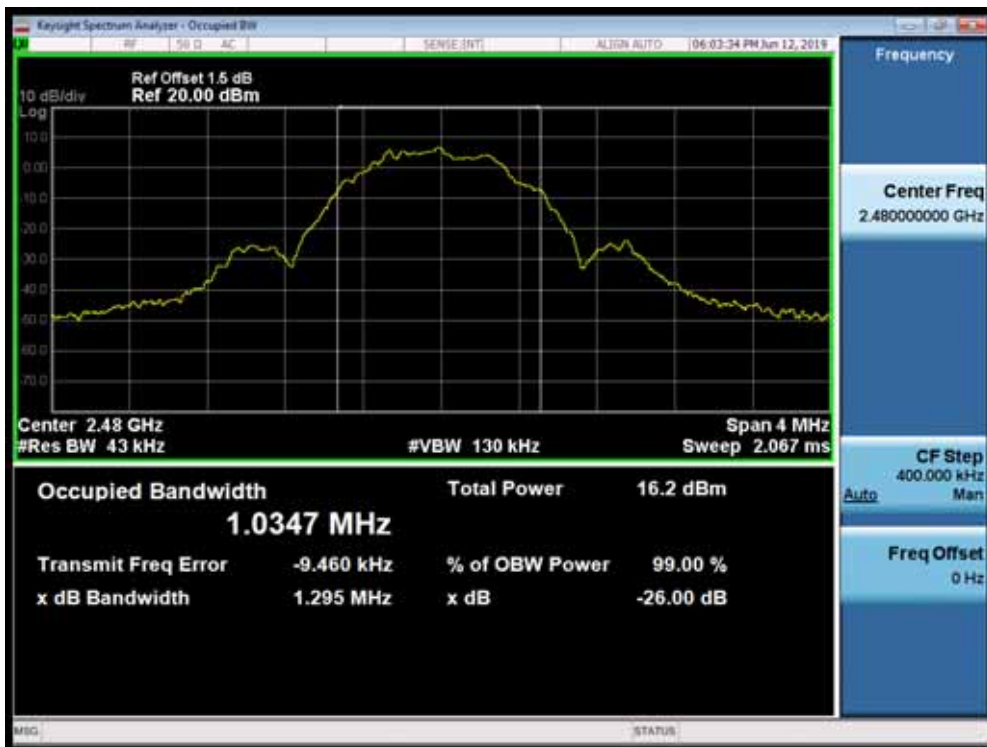 Keysight Spectrum Analyzer - Occupied BW
RF 50 Ω AC SENSE:INT ALIGN AUTO 06:03:34 PM Jun 12, 2019
Frequency
Ref Offset 1.5 dB
10 dB/div Ref 20.00 dBm
Log
10.0
0.00
-10.0
-20.0
-30.0
-40.0
-50.0
-60.0
-70.0
Center 2.48 GHz Span 4 MHz
#Res BW 43 kHz #VBW 130 kHz Sweep 2.067 ms
Occupied Bandwidth Total Power 16.2 dBm
1.0347 MHz
Transmit Freq Error -9.460 kHz % of OBW Power 99.00 %
x dB Bandwidth 1.295 MHz x dB -26.00 dB
Center Freq
2.480000000 GHz
CF Step
400.000 kHz
Auto Man
Freq Offset
0 Hz
MSG STATUS